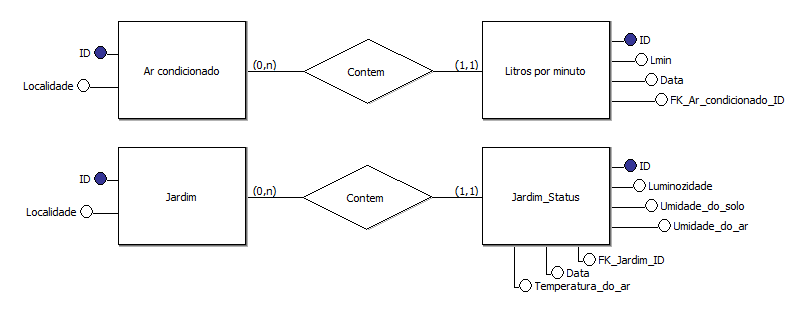 ID
Localidade
Ar condicionado
(0,n)
Contem
(1,1)
Litros por minuto
ID
Lmin
Data
FK_Ar_condicionado_ID
ID
Localidade
Jardim
(0,n)
Contem
(1,1)
Jardim_Status
ID
Luminozidade
Umidade_do_solo
Umidade_do_ar
FK_Jardim_ID
Data
Temperatura_do_ar